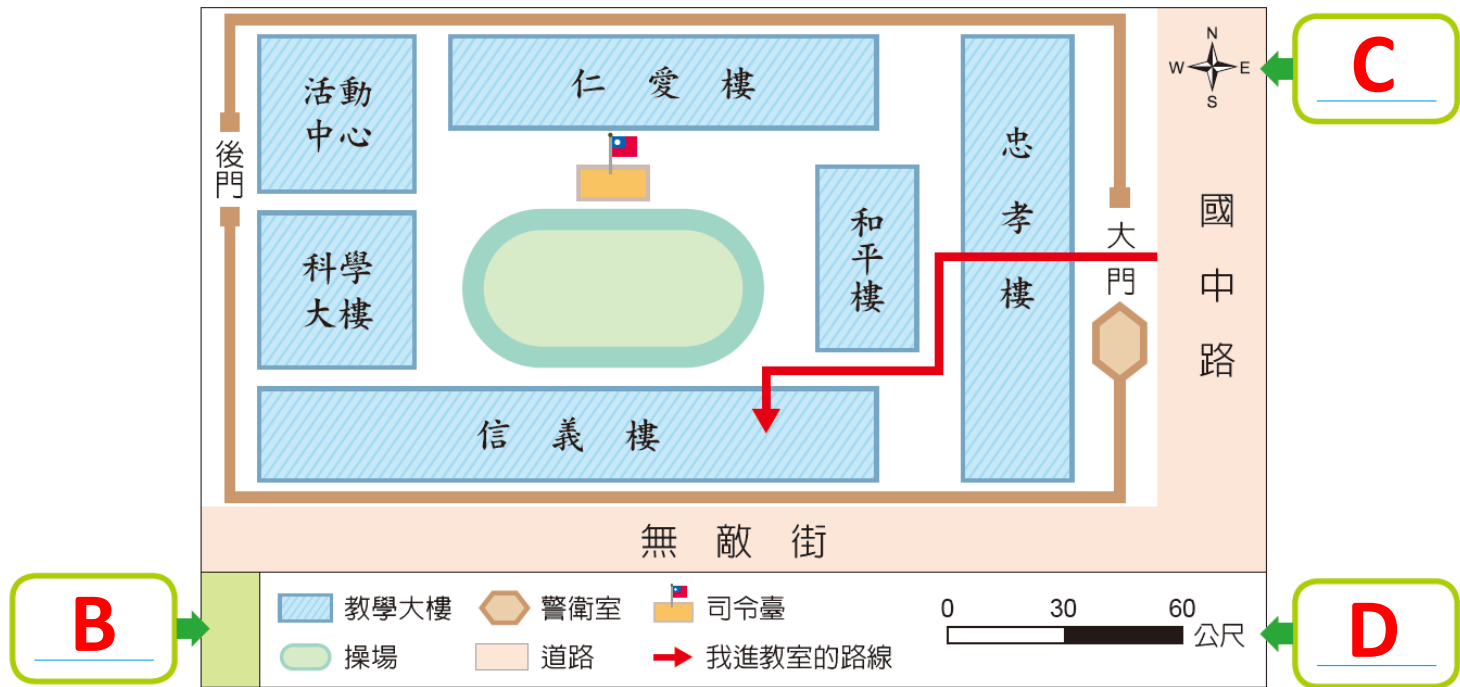 活動
中心
仁愛樓
忠孝樓
N
W E
S
C
後門
大門
國中路
科學
大樓
和平樓
信義樓
無敵街
B
教學大樓
警衛室
司令臺
操場
道路
我進教室的路線
0 30 60
公尺
D